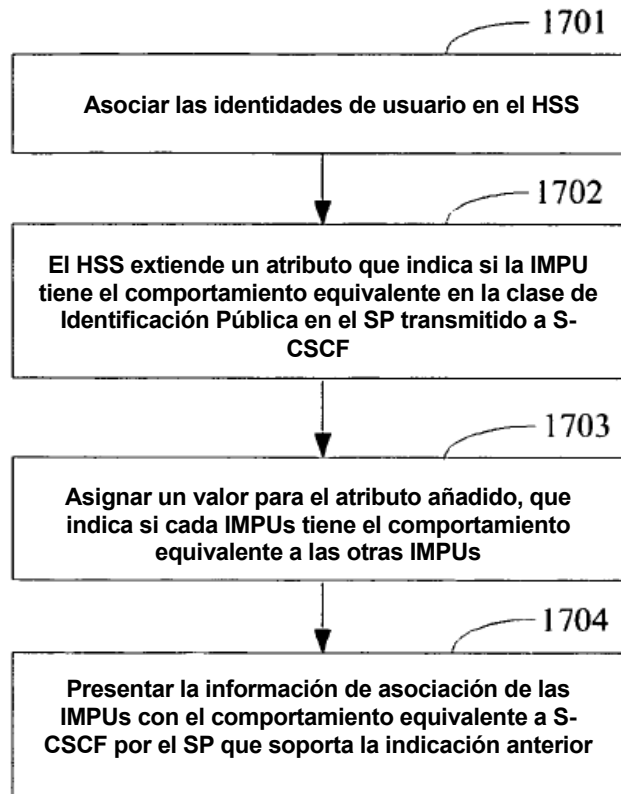 1701
Asociar las identidades de usuario en el HSS
1702
El HSS extiende un atributo que indica si la IMPU
tiene el comportamiento equivalente en la clase de
Identificación Pública en el SP transmitido a S-
CSCF
1703
Asignar un valor para el atributo añadido, que
indica si cada IMPUs tiene el comportamiento
equivalente a las otras IMPUs
1704
Presentar la información de asociación de las
IMPUs con el comportamiento equivalente a S-
CSCF por el SP que soporta la indicación anterior